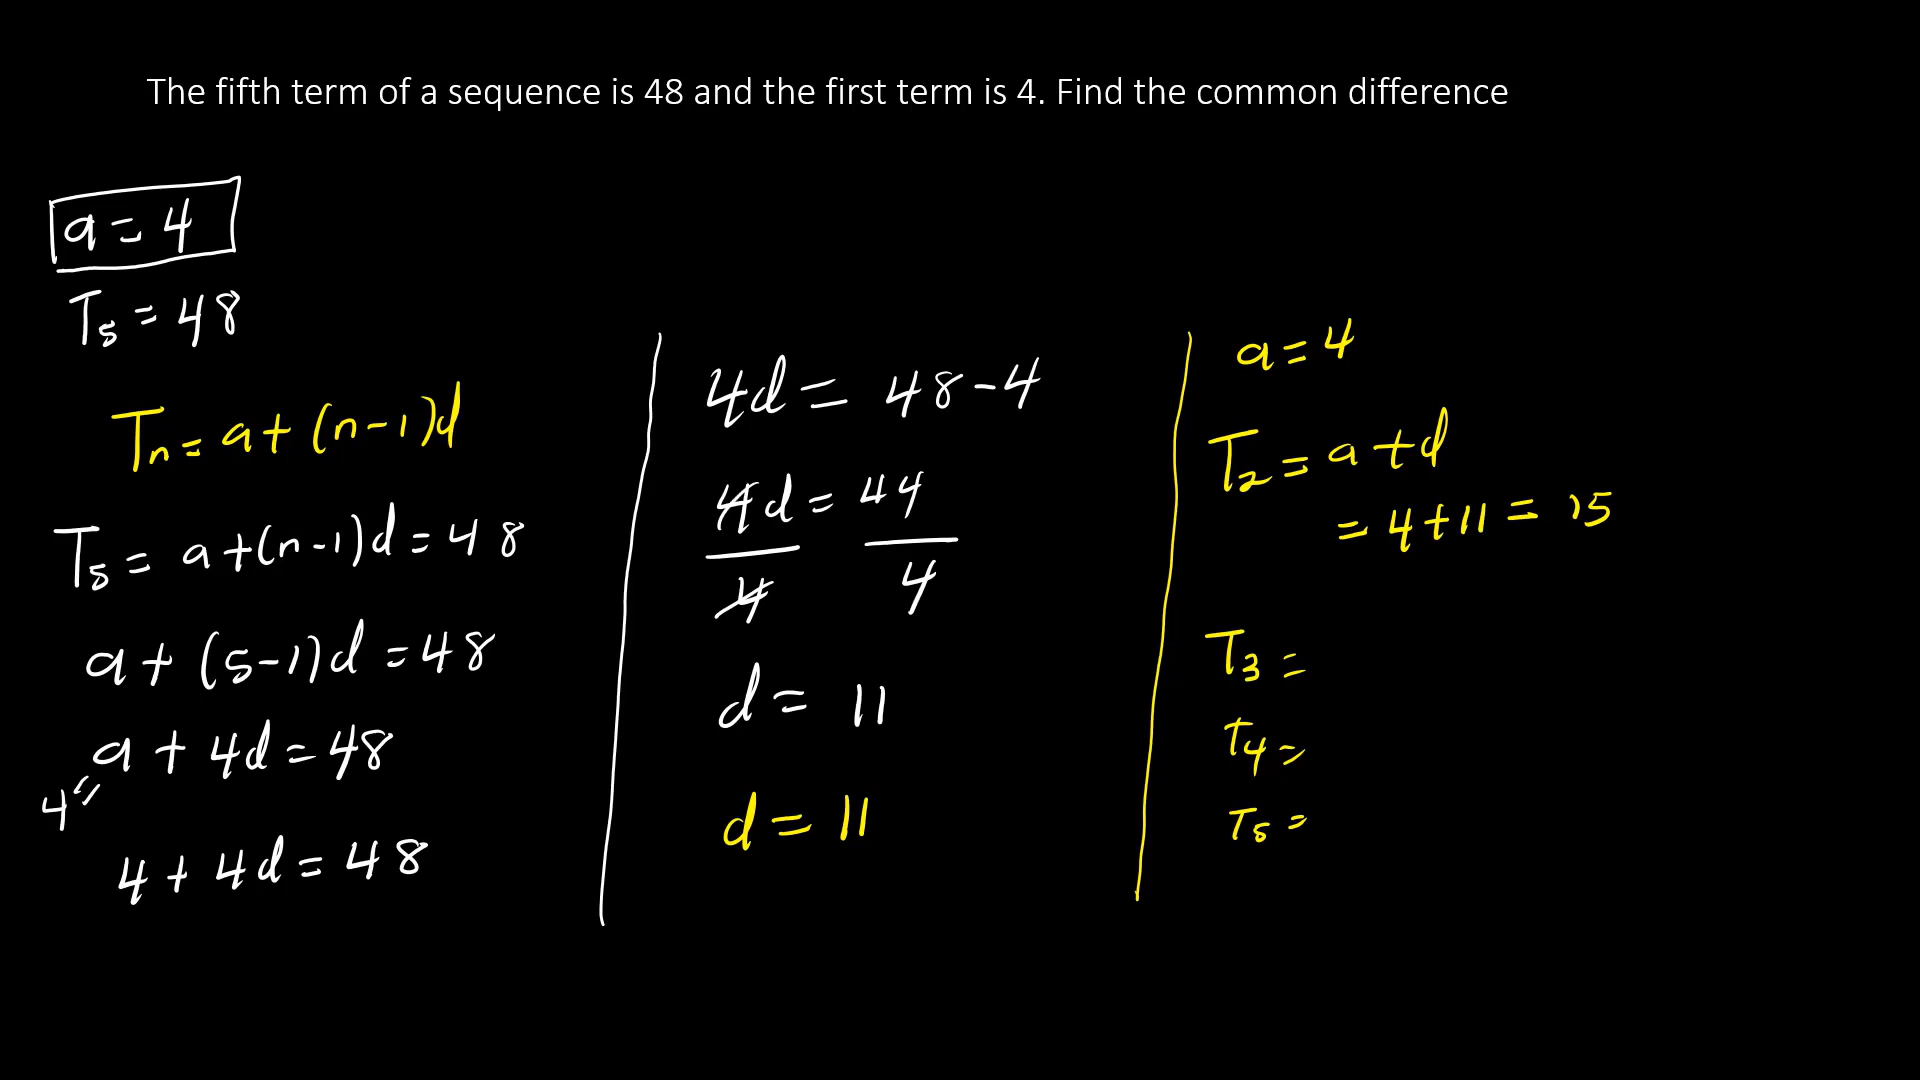 The fifth term of a sequence is 48 and the first term is 4. Find the common difference
a = 4
T5 = 48
Tn = a + (n-1)d
T5 = a + (n-1)d = 48
a + (5-1)d = 48
a + 4d = 48
4
4 + 4d = 48
4d = 48 - 4
4d = 44
4 4
d = 11
d = 11
a = 4
T2 = a + d
= 4 + 11 = 15
T3 =
T4 =
T5 =